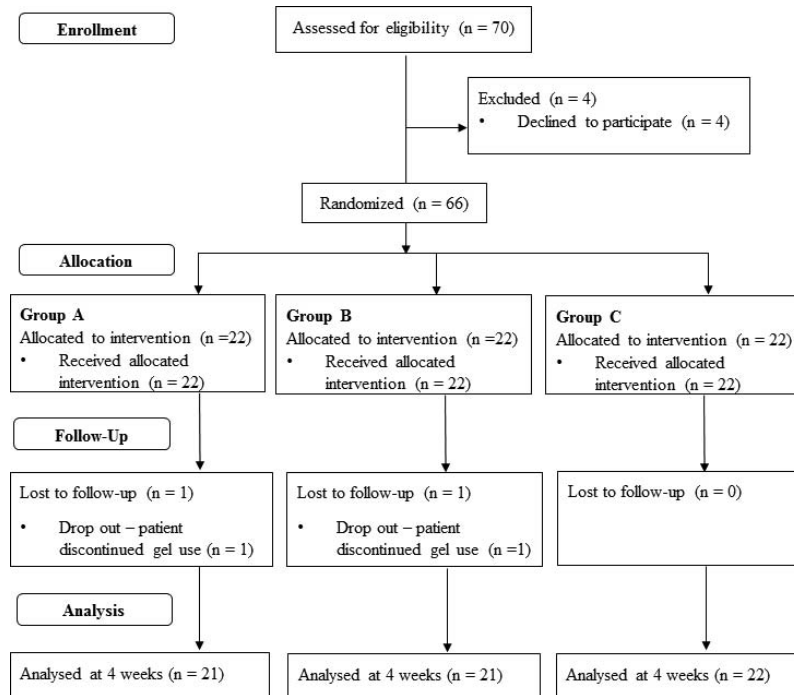 Enrollment
Assessed for eligibility (n = 70)
Excluded (n = 4)
• Declined to participate (n = 4)
Randomized (n = 66)
Allocation
Group A
Allocated to intervention (n =22)
• Received allocated
intervention (n = 22)
Group B
Allocated to intervention (n =22)
• Received allocated
intervention (n = 22)
Group C
Allocated to intervention (n = 22)
• Received allocated
intervention (n = 22)
Follow-Up
Lost to follow-up (n = 1)
• Drop out – patient
discontinued gel use (n = 1)
Lost to follow-up (n = 1)
• Drop out – patient
discontinued gel use (n =1)
Lost to follow-up (n = 0)
Analysis
Analysed at 4 weeks (n = 21)
Analysed at 4 weeks (n = 21)
Analysed at 4 weeks (n = 22)